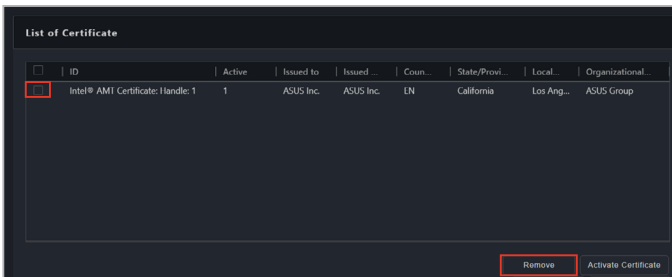 List of Certificate
ID Active Issued to Issued ... Coun... State/Provi... Local... Organizational...
Intel® AMT Certificate: Handle: 1 1 ASUS Inc. ASUS Inc. EN California Los Ang... ASUS Group
Remove Activate Certificate